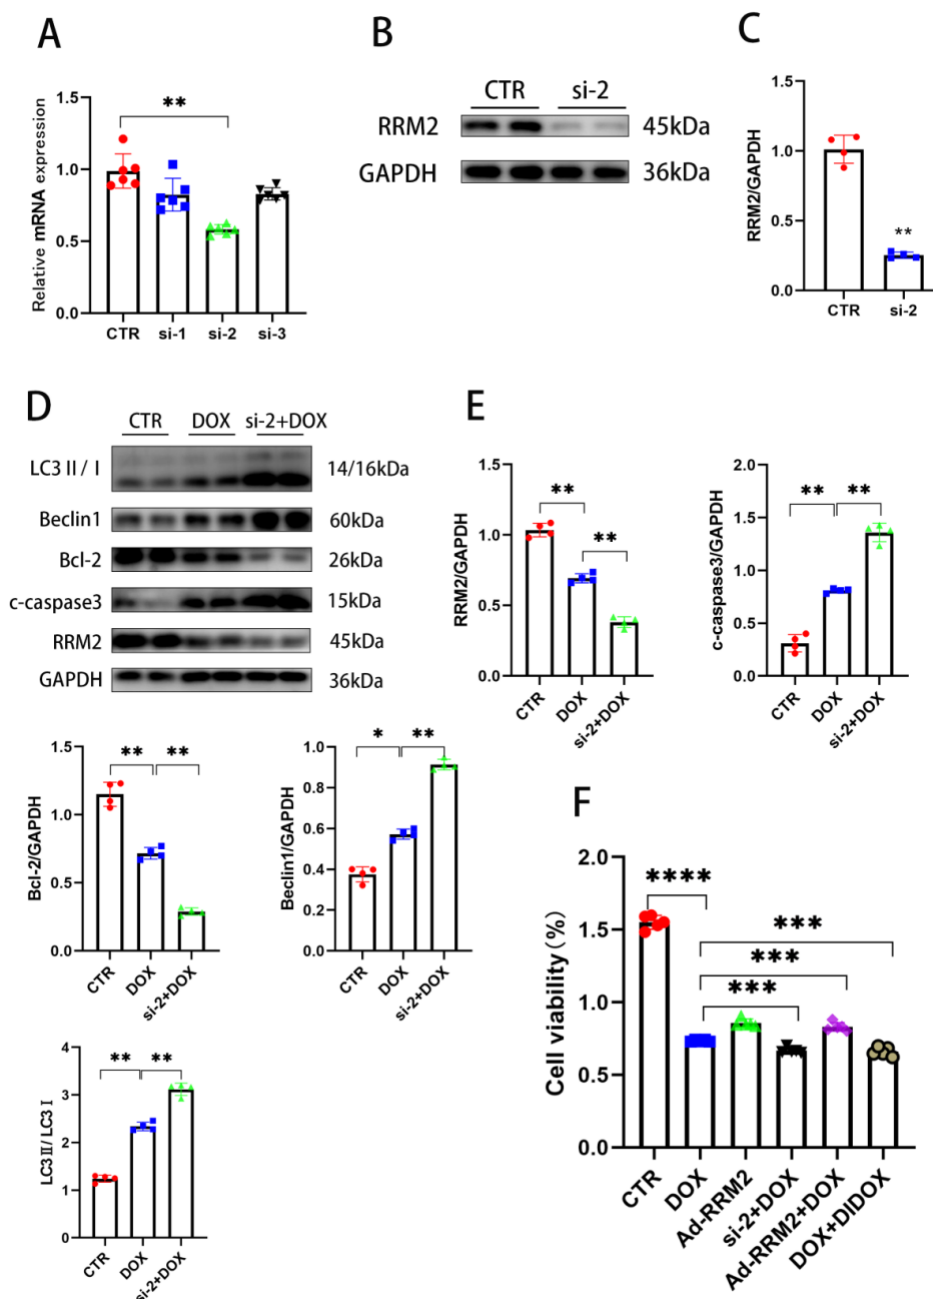 A
Relative mRNA expression
1.5
1.0
0.5
0.0
**
CTR si-1 si-2 si-3
B
CTR si-2
RRM2 45kDa
GAPDH 36kDa
C
RRM2/GAPDH
1.5
1.0
0.5
0.0
**
CTR si-2
D
CTR DOX si-2+DOX
LC3 II / I 14/16kDa
Beclin1 60kDa
Bcl-2 26kDa
c-caspase3 15kDa
RRM2 45kDa
GAPDH 36kDa
E
RRM2/GAPDH
1.5
1.0
0.5
0.0
** **
CTR DOX si-2+DOX
c-caspase3/GAPDH
2.0
1.5
1.0
0.5
0.0
** **
CTR DOX si-2+DOX
Bcl-2/GAPDH
1.5
1.0
0.5
0.0
** **
CTR DOX si-2+DOX
Beclin1/GAPDH
1.0
0.8
0.6
0.4
0.2
0.0
* **
CTR DOX si-2+DOX
LC3 II/ LC3 I
4
3
2
1
0
** **
CTR DOX si-2+DOX
F
Cell viability(%)
2.0
1.5
1.0
0.5
0.0
****
***
***
***
CTR DOX Ad-RRM2 si-2+DOX Ad-RRM2+DOX DOX+DIDOX